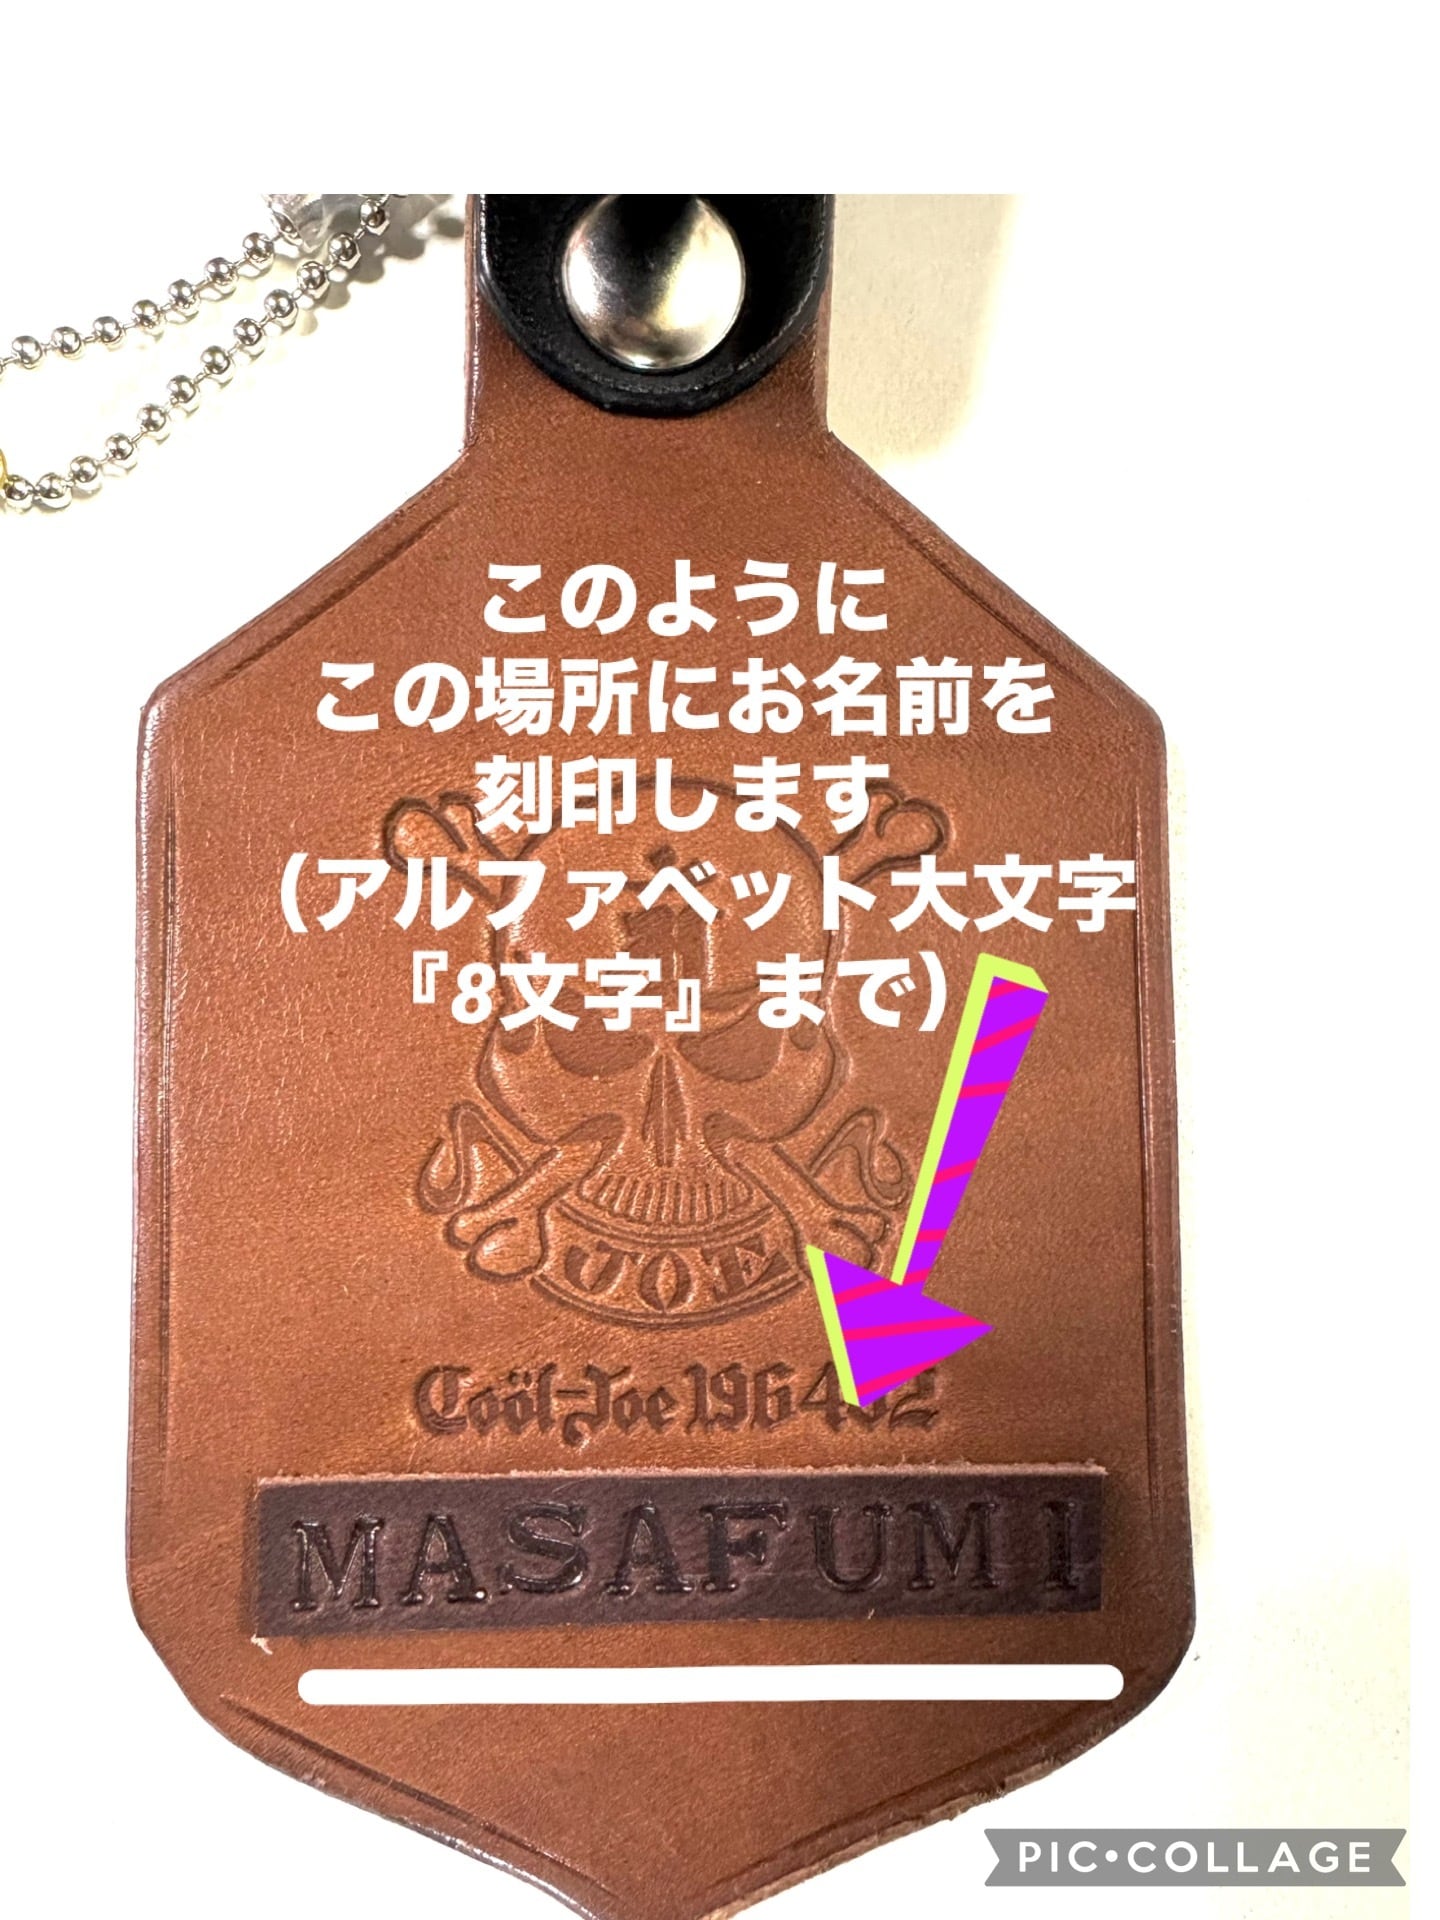 このように
この場所にお名前を
刻印します
（アルファベット大文字
『8文字』まで）
JOE
Coöl-Joe 196402
MASAFUMI
PIC•COLLAGE